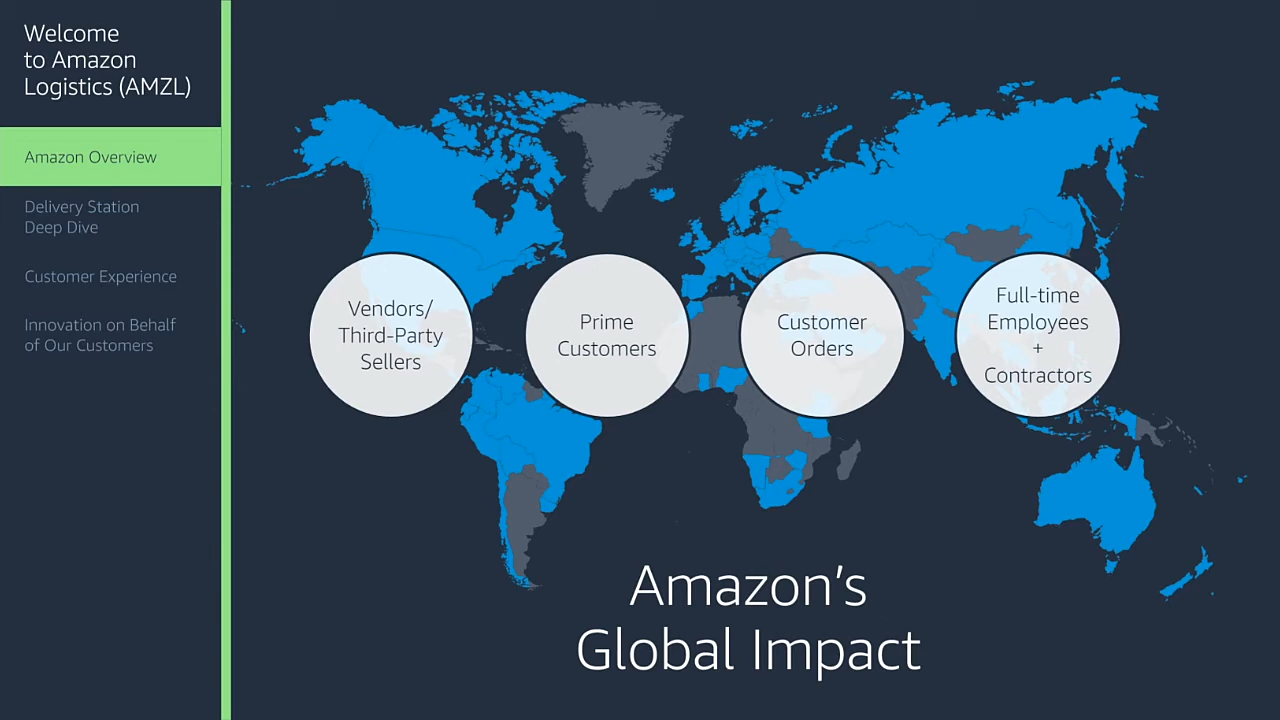 Welcome
to Amazon
Logistics (AMZL)
Amazon Overview
Delivery Station
Deep Dive
Customer Experience
Innovation on Behalf
of Our Customers
Vendors/
Third-Party
Sellers
Prime
Customers
Customer
Orders
Full-time
Employees
+
Contractors
Amazon’s
Global Impact